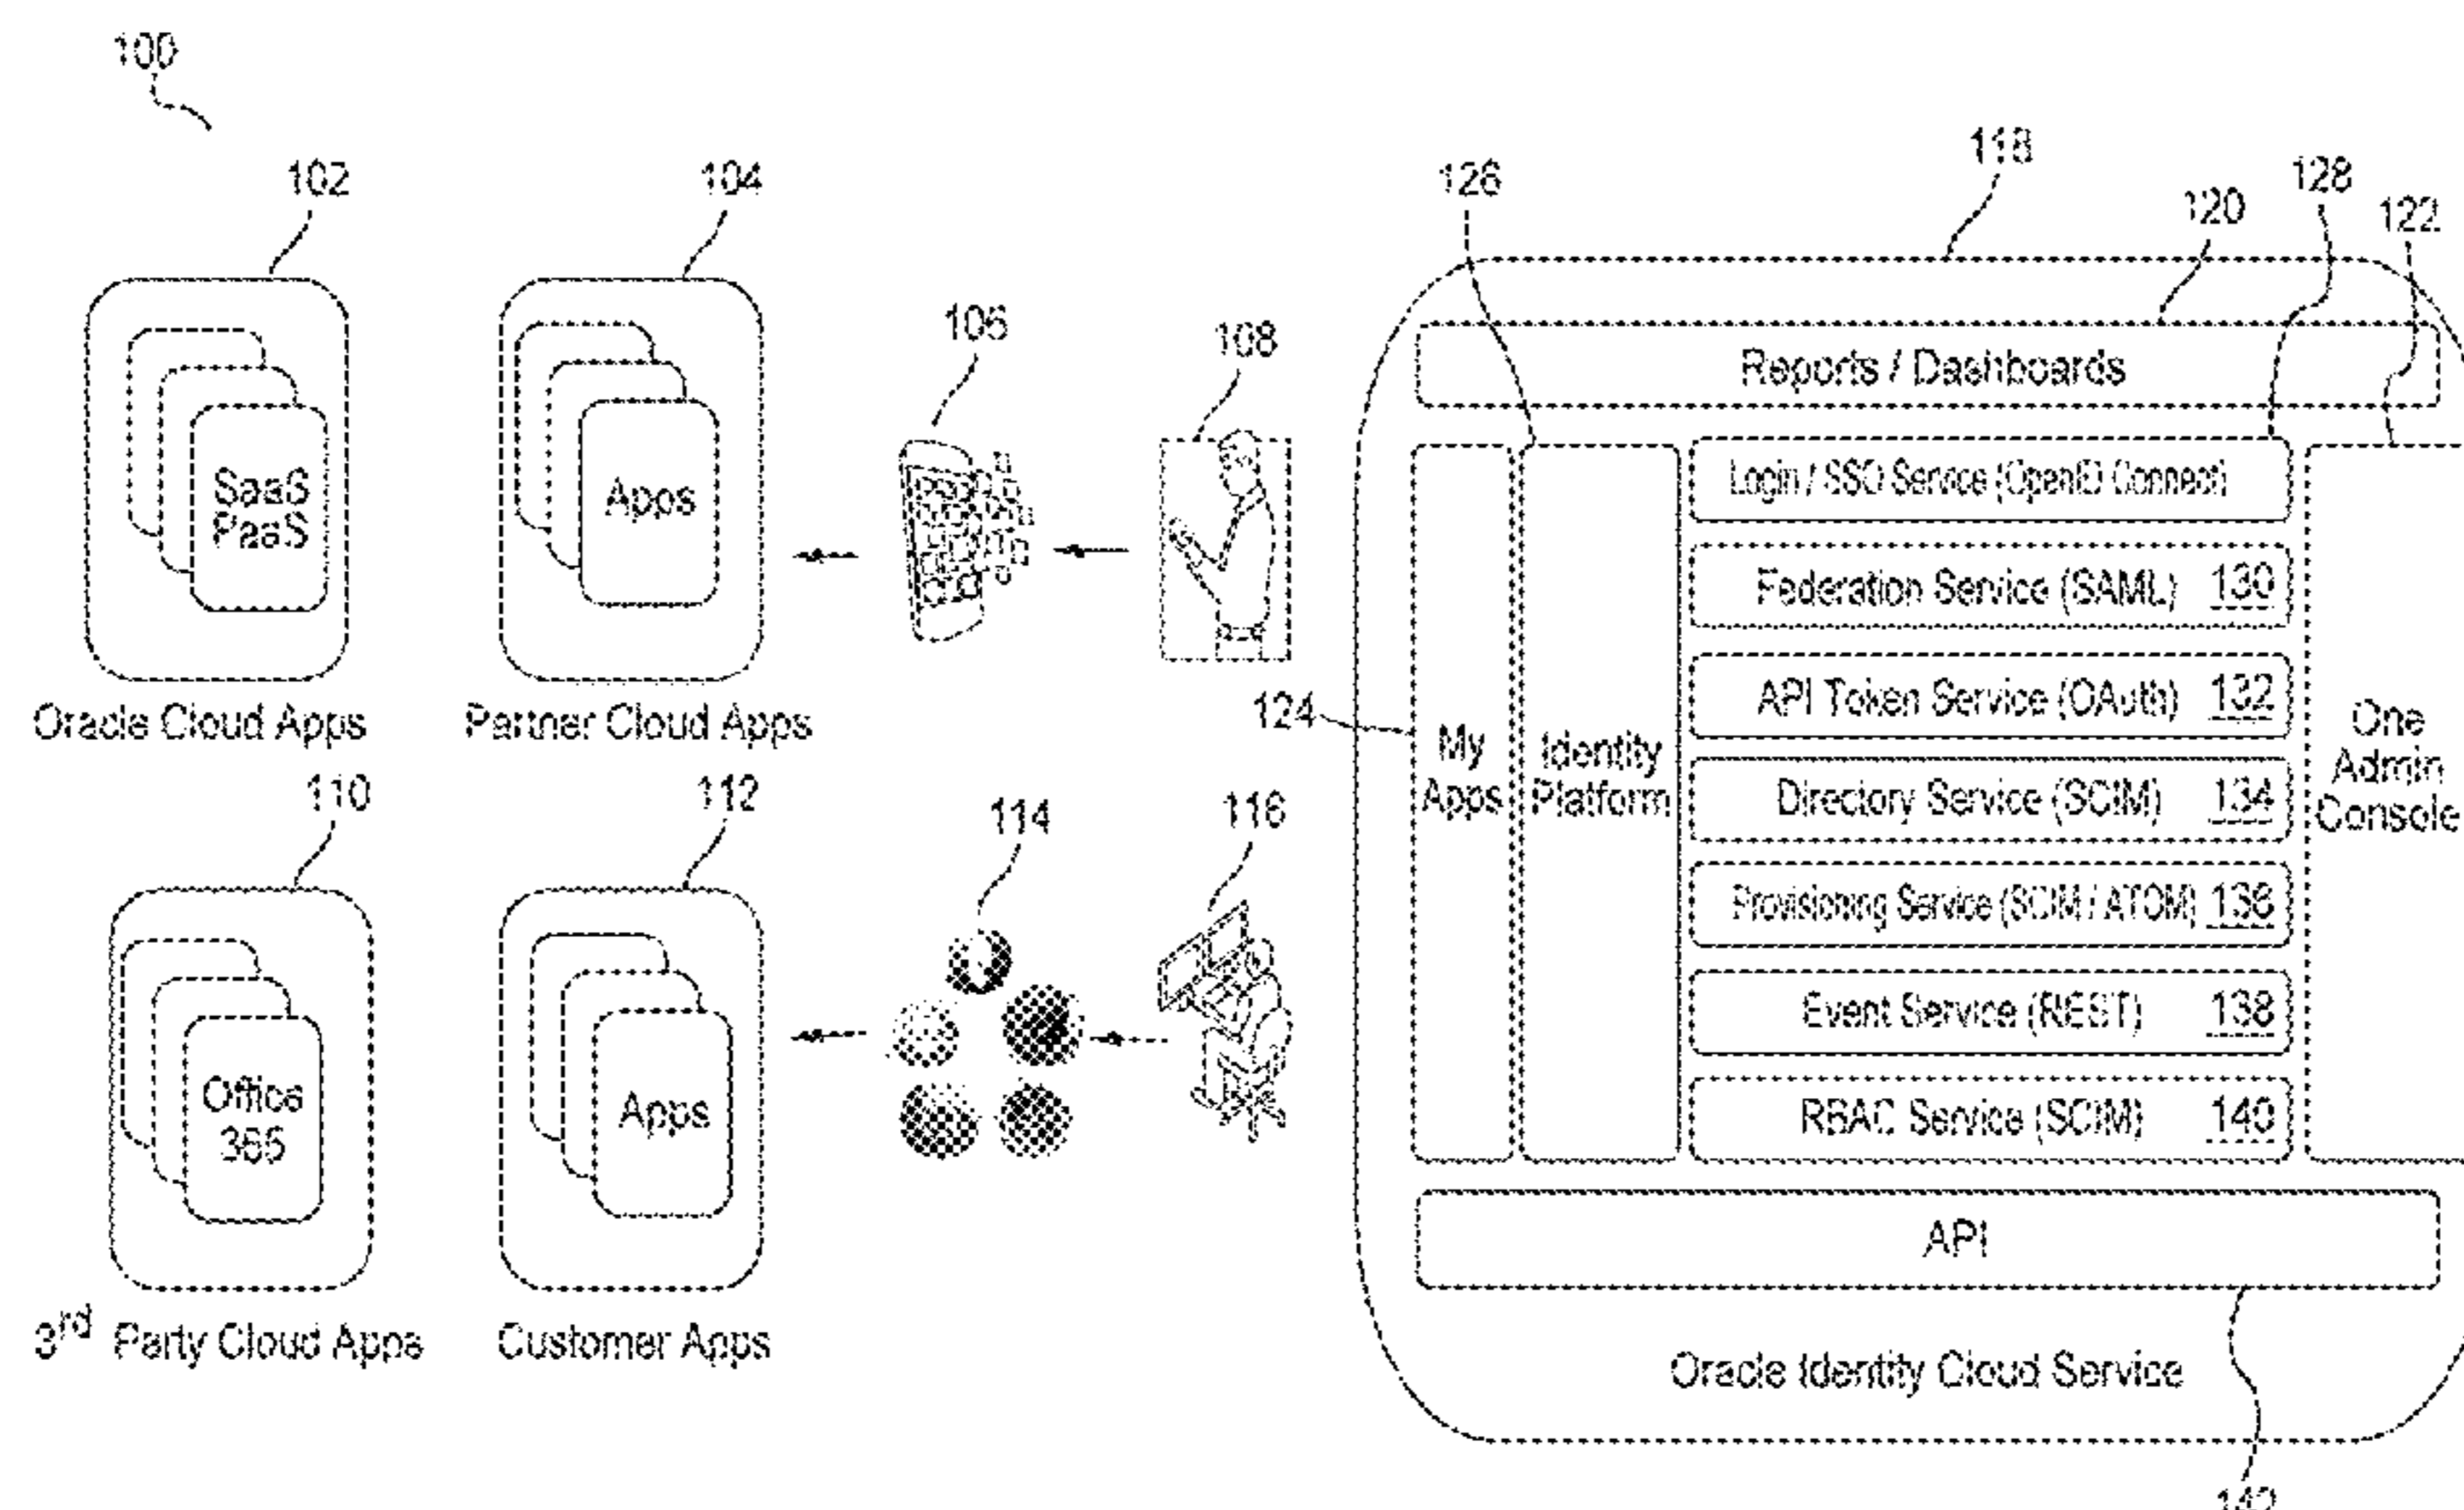 100
102
104
106
108
126
118
120
128
122
SaaS
PaaS
Apps
Oracle Cloud Apps
Partner Cloud Apps
110
112
114
116
Office
365
Apps
3rd Party Cloud Apps
Customer Apps
Reports / Dashboards
124
My
Apps
Identity
Platform
Login / SSO Service (OpenID Connect)
Federation Service (SAML) 130
API Token Service (OAuth) 132
Directory Service (SCIM) 134
Provisioning Service (SCIM / ATOM) 136
Event Service (REST) 138
RBAC Service (SCIM) 140
One
Admin
Console
API
Oracle Identity Cloud Service
142